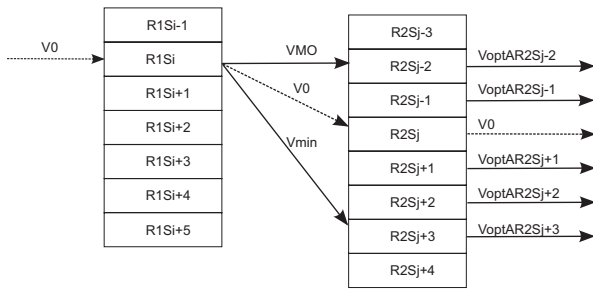 V0
R1Si-1
R1Si
R1Si+1
R1Si+2
R1Si+3
R1Si+4
R1Si+5
VMO
V0
Vmin
R2Sj-3
R2Sj-2
R2Sj-1
R2Sj
R2Sj+1
R2Sj+2
R2Sj+3
R2Sj+4
VoptAR2Sj-2
VoptAR2Sj-1
V0
VoptAR2Sj+1
VoptAR2Sj+2
VoptAR2Sj+3